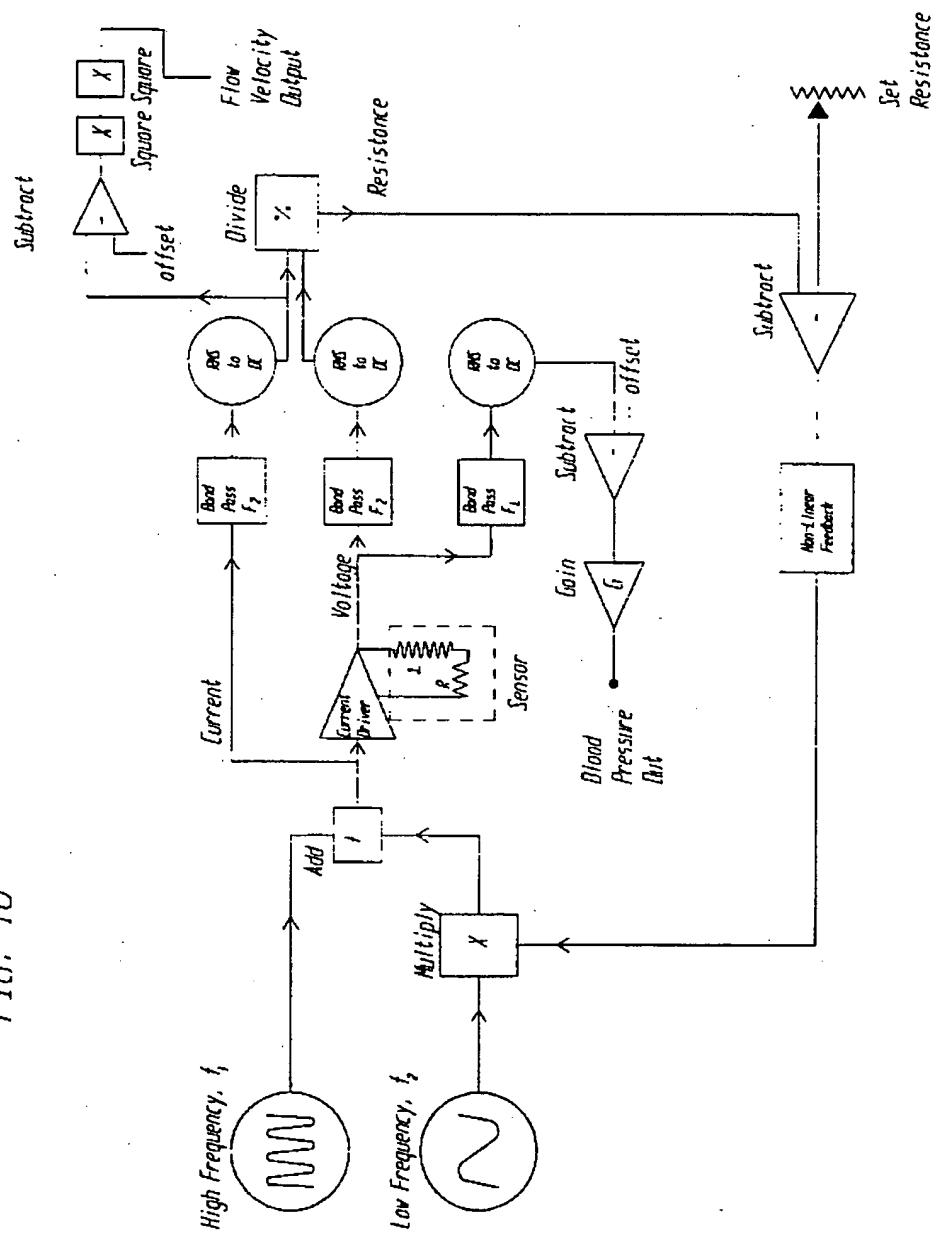 FIG. 10
High Frequency, f₁
Low Frequency, f₂
Add
Multiply
X
Current
Current
Driver
R
Sensor
Voltage
Band
Pass
F₂
Band
Pass
F₂
Band
Pass
F₁
RMS
to
DC
RMS
to
DC
RMS
to
DC
Divide
%
Resistance
Subtract
-
offset
X
X
Square Square
Flow
Velocity
Output
Subtract
-
offset
Gain
G
Blood
Pressure
Out
Subtract
-
Set
Resistance
Non-Linear
Feedback